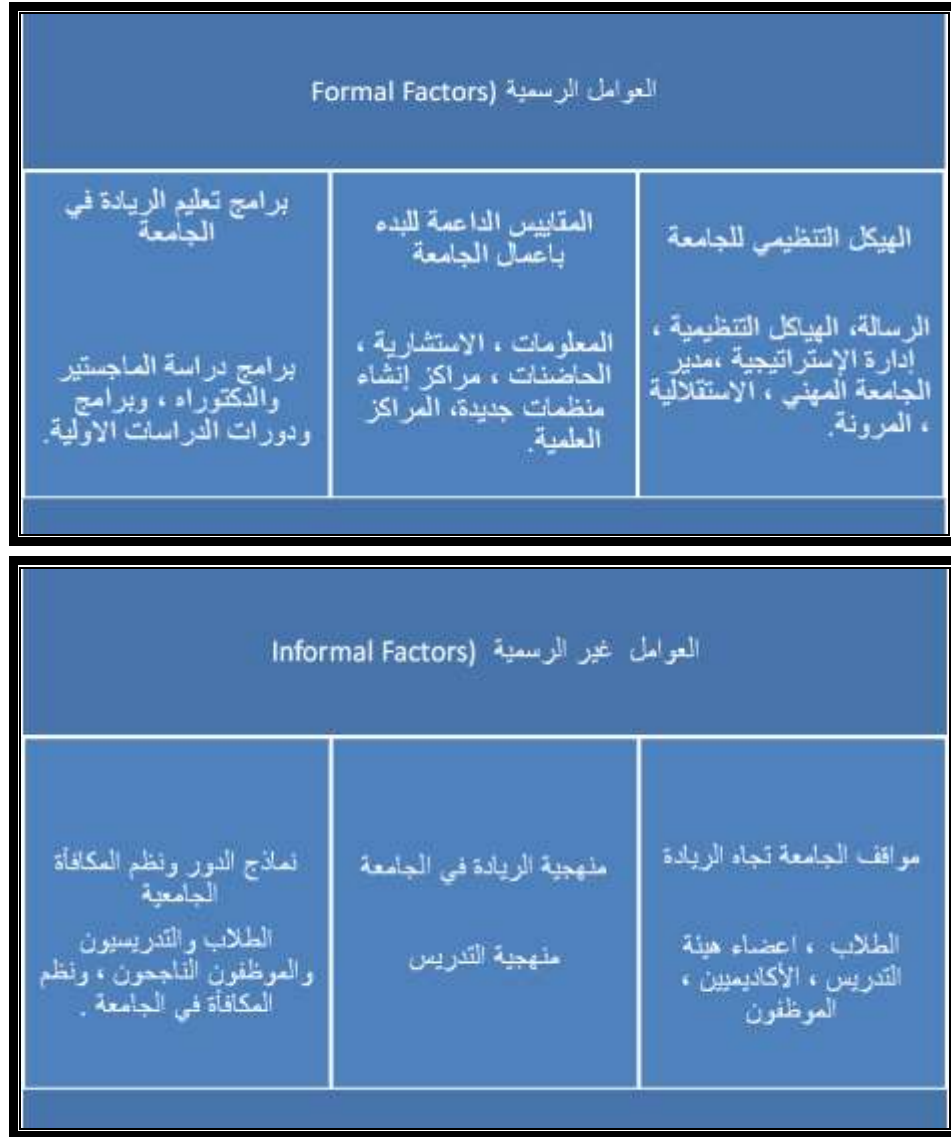 العوامل الرسمية (Formal Factors
الهيكل التنظيمي للجامعة
الرسالة، الهياكل التنظيمية ،
إدارة الإستراتيجية ،مدير
الجامعة المهني ، الاستقلالية
، المرونة.
المقاييس الداعمة للبدء
باعمال الجامعة
المعلومات ، الاستشارية ،
الحاضنات ، مراكز إنشاء
منظمات جديدة، المراكز
العلمية.
برامج تعليم الريادة في
الجامعة
برامج دراسة الماجستير
والدكتوراه ، وبرامج
ودورات الدراسات الاولية.
العوامل غير الرسمية (Informal Factors
مواقف الجامعة تجاه الريادة
الطلاب ، اعضاء هيئة
التدريس ، الأكاديميين ،
الموظفون
منهجية الريادة في الجامعة
منهجية التدريس
نماذج الدور ونظم المكافأة
الجامعية
الطلاب والتدريسيون
والموظفون الناجحون ، ونظم
المكافأة في الجامعة .